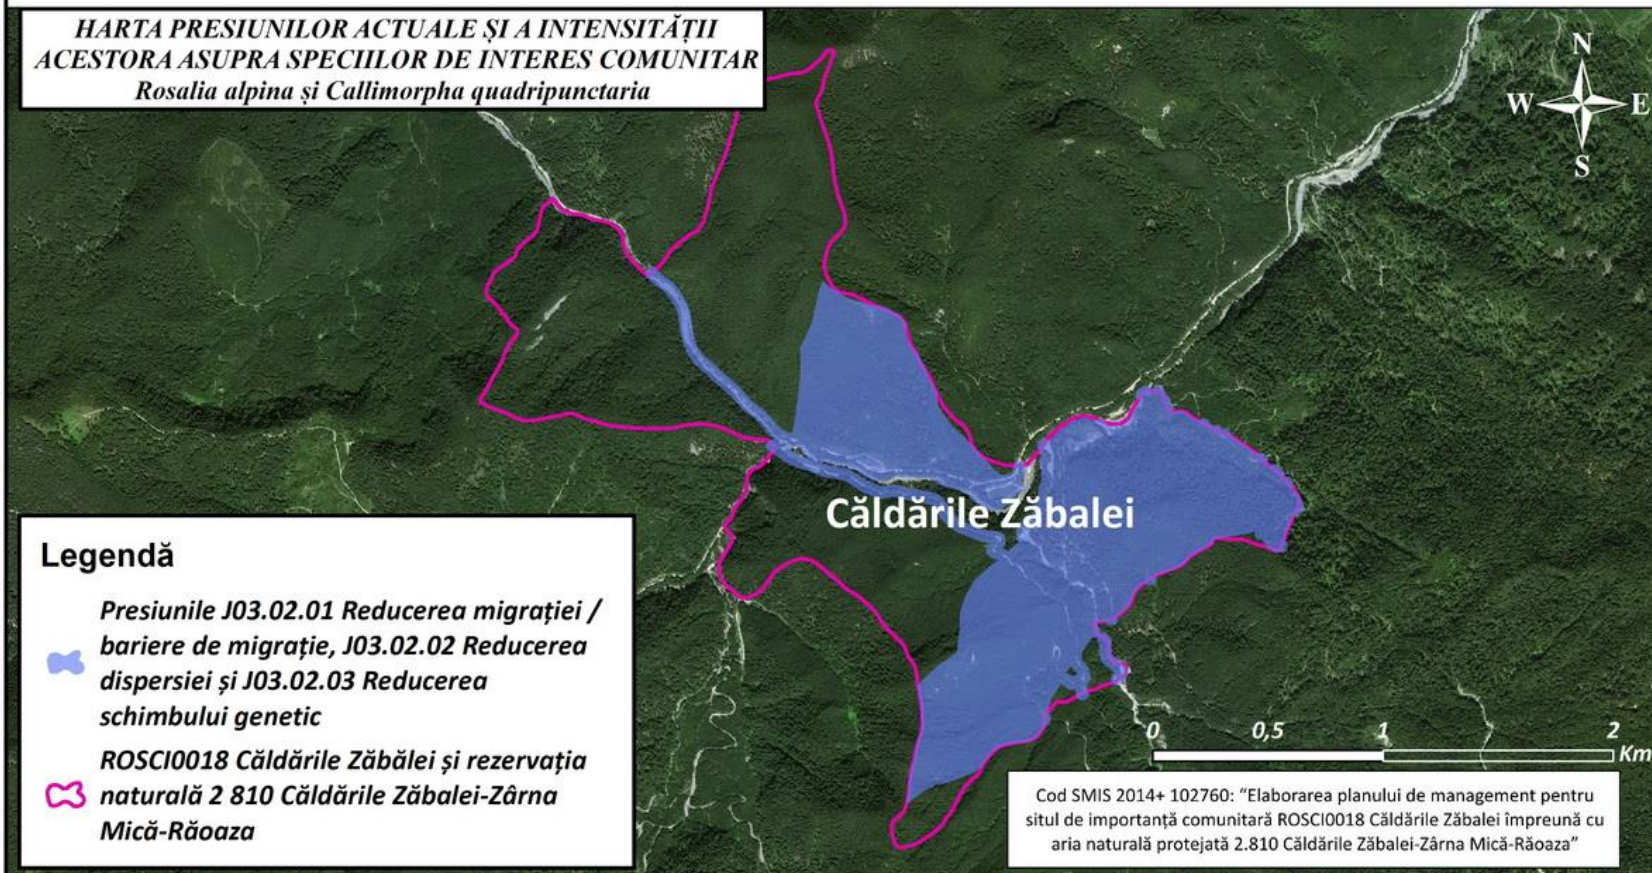 HARTA PRESIUNILOR ACTUALE ȘI A INTENSITĂȚII
ACESTORA ASUPRA SPECIILOR DE INTERES COMUNITAR
Rosalia alpina și Callimorpha quadripunctaria
N
W
E
S
Căldările Zăbalei
Legendă
Presiunile J03.02.01 Reducerea migrației /
bariere de migrație, J03.02.02 Reducerea
dispersiei și J03.02.03 Reducerea
schimbului genetic
ROSCI0018 Căldările Zăbălei și rezervația
naturală 2 810 Căldările Zăbalei-Zârna
Mică-Răoaza
0 0,5 1 2
Km
Cod SMIS 2014+ 102760: “Elaborarea planului de management pentru
situl de importanță comunitară ROSCI0018 Căldările Zăbalei împreună cu
aria naturală protejată 2.810 Căldările Zăbalei-Zârna Mică-Răoaza”